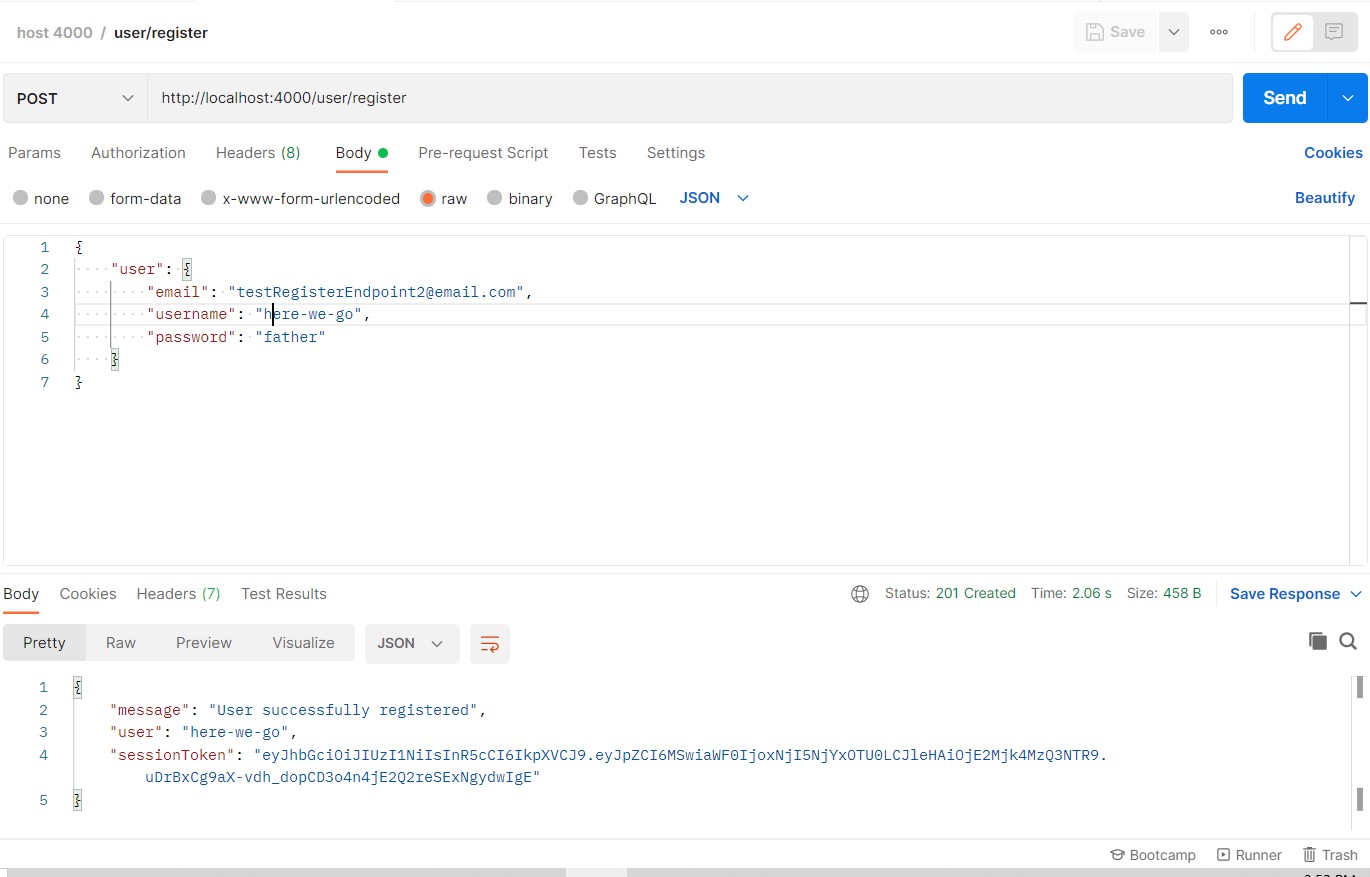 host 4000 / user/register
Save
POST
http://localhost:4000/user/register
Send
Params Authorization Headers (8) Body Pre-request Script Tests Settings Cookies
none form-data x-www-form-urlencoded raw binary GraphQL JSON Beautify
1 {
2 "user": {
3 "email": "testRegisterEndpoint2@email.com",
4 "username": "here-we-go",
5 "password": "father"
6 }
7 }
Body Cookies Headers (7) Test Results Status: 201 Created Time: 2.06 s Size: 458 B Save Response
Pretty Raw Preview Visualize JSON
1 {
2 "message": "User successfully registered",
3 "user": "here-we-go",
4 "sessionToken": "eyJhbGciOiJIUzI1NiIsInR5cCI6IkpXVCJ9.eyJpZCI6MSwiaWF0IjoxNjI5NjYxOTU0LCJleHAiOjE2Mjk4MzQ3NTR9.
uDrBxCg9aX-vdh_dopCD3o4n4jE2Q2reSExNgydwIgE"
5 }
Bootcamp Runner Trash